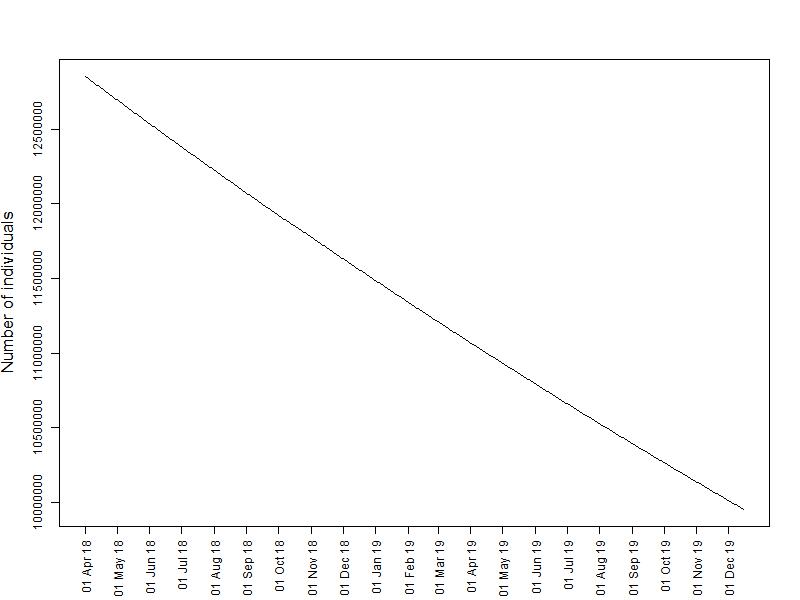 Number of individuals
12500000
12000000
11500000
11000000
10500000
10000000
01 Apr 18
01 May 18
01 Jun 18
01 Jul 18
01 Aug 18
01 Sep 18
01 Oct 18
01 Nov 18
01 Dec 18
01 Jan 19
01 Feb 19
01 Mar 19
01 Apr 19
01 May 19
01 Jun 19
01 Jul 19
01 Aug 19
01 Sep 19
01 Oct 19
01 Nov 19
01 Dec 19